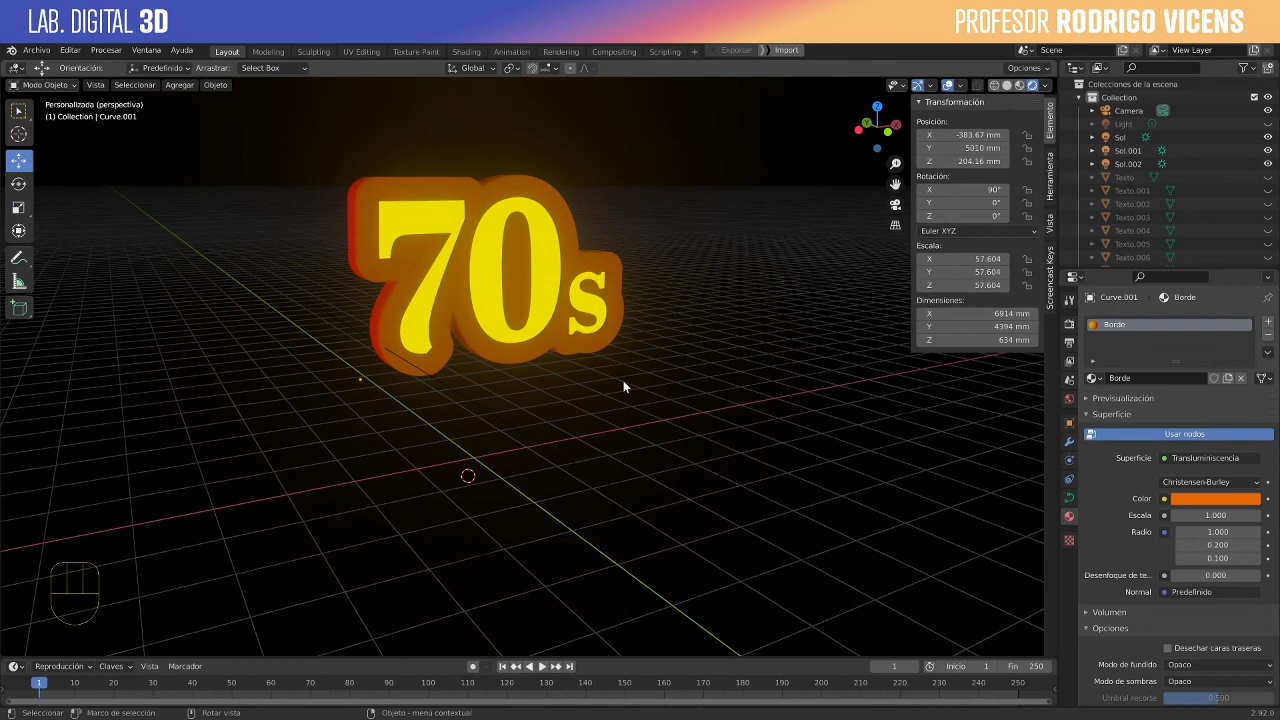 LAB. DIGITAL 3D
PROFESOR RODRIGO VICENS
Archivo Editar Procesar Ventana Ayuda Layout Modeling Sculpting UV Editing Texture Paint Shading Animation Rendering Compositing Scripting + Exportar Import Scene View Layer
Orientación: Predefinido Arrastrar: Select Box Global Opciones
Modo Objeto Vista Seleccionar Agregar Objeto
Personalizada (perspectiva)
(1) Collection | Curve.001
70s
Z
Y
X
Transformación
Posición:
X -383.67 mm
Y 5010 mm
Z 204.16 mm
Rotación:
X 90°
Y 0°
Z 0°
Euler XYZ
Escala:
X 57.604
Y 57.604
Z 57.604
Dimensiones:
X 6914 mm
Y 4394 mm
Z 634 mm
Elemento
Herramienta
Vista
Screencast Keys
Colecciones de la escena
Collection
Camera
Light
Sol
Sol.001
Sol.002
Texto
Texto.001
Texto.002
Texto.003
Texto.004
Texto.005
Texto.006
Curve.001 Borde
Borde
Borde
Previsualización
Superficie
Usar nodos
Superficie Transluminiscencia
Christensen-Burley
Color
Escala 1.000
Radio 1.000
0.200
0.100
Desenfoque de te... 0.000
Normal Predefinido
Volumen
Opciones
Desechar caras traseras
Modo de fundido Opaco
Modo de sombras Opaco
Umbral recorte 0.500
Reproducción Claves Vista Marcador 1 Inicio 1 Fin 250
1 10 20 30 40 50 60 70 80 90 100 110 120 130 140 150 160 170 180 190 200 210 220 230 240 250
Seleccionar Marco de selección Rotar vista Objeto - menú contextual 2.92.0